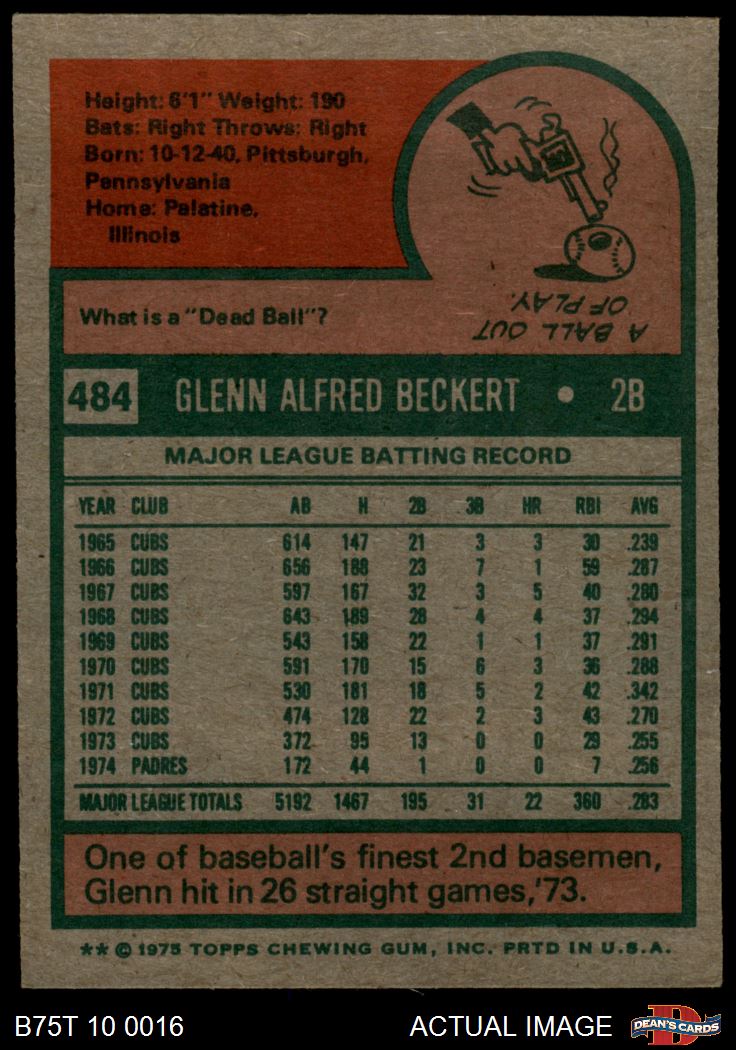 Height: 6'1" Weight: 190
Bats: Right Throws: Right
Born: 10-12-40, Pittsburgh,
Pennsylvania
Home: Palatine,
Illinois
What is a "Dead Ball"?
A BALL OUT
OF PLAY.
484 GLENN ALFRED BECKERT • 2B
MAJOR LEAGUE BATTING RECORD
YEAR CLUB AB H 2B 3B HR RBI AVG
1965 CUBS 614 147 21 3 3 30 .239
1966 CUBS 656 188 23 7 1 59 .287
1967 CUBS 597 167 32 3 5 40 .280
1968 CUBS 643 189 28 4 4 37 .294
1969 CUBS 543 158 22 1 1 37 .291
1970 CUBS 591 170 15 6 3 36 .288
1971 CUBS 530 181 18 5 2 42 .342
1972 CUBS 474 128 22 2 3 43 .270
1973 CUBS 372 95 13 0 0 29 .255
1974 PADRES 172 44 1 0 0 7 .256
MAJOR LEAGUE TOTALS 5192 1467 195 31 22 360 .283
One of baseball's finest 2nd basemen,
Glenn hit in 26 straight games,'73.
** © 1975 TOPPS CHEWING GUM, INC. PRTD IN U.S.A.
B75T 10 0016 ACTUAL IMAGE DEAN'S CARDS